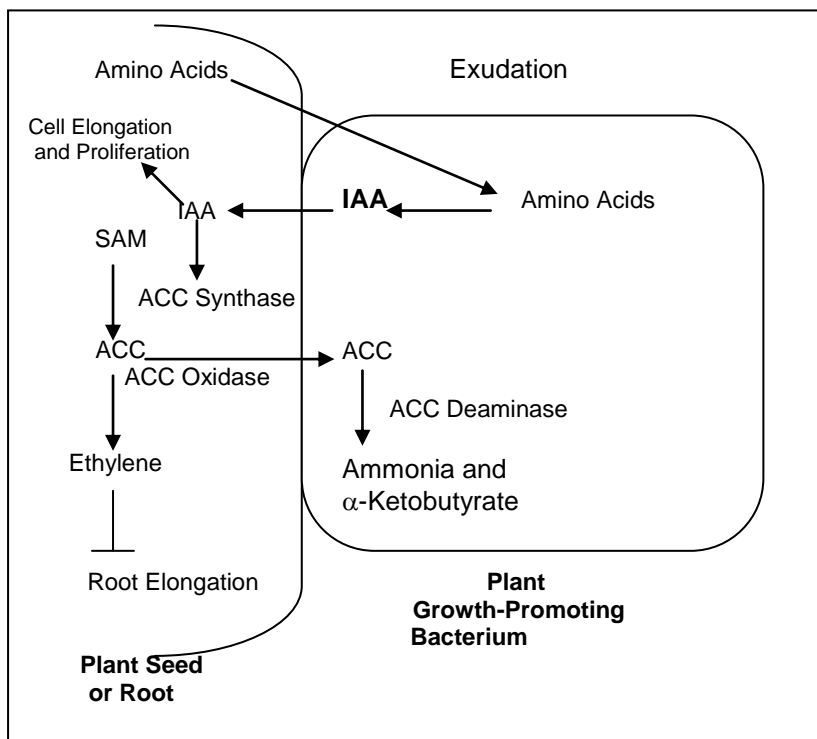 Amino Acids
Exudation
Cell Elongation
and Proliferation
IAA
IAA
Amino Acids
SAM
ACC Synthase
ACC
ACC
ACC Oxidase
ACC Deaminase
Ethylene
Ammonia and
α-Ketobutyrate
Root Elongation
Plant
Growth-Promoting
Bacterium
Plant Seed
or Root